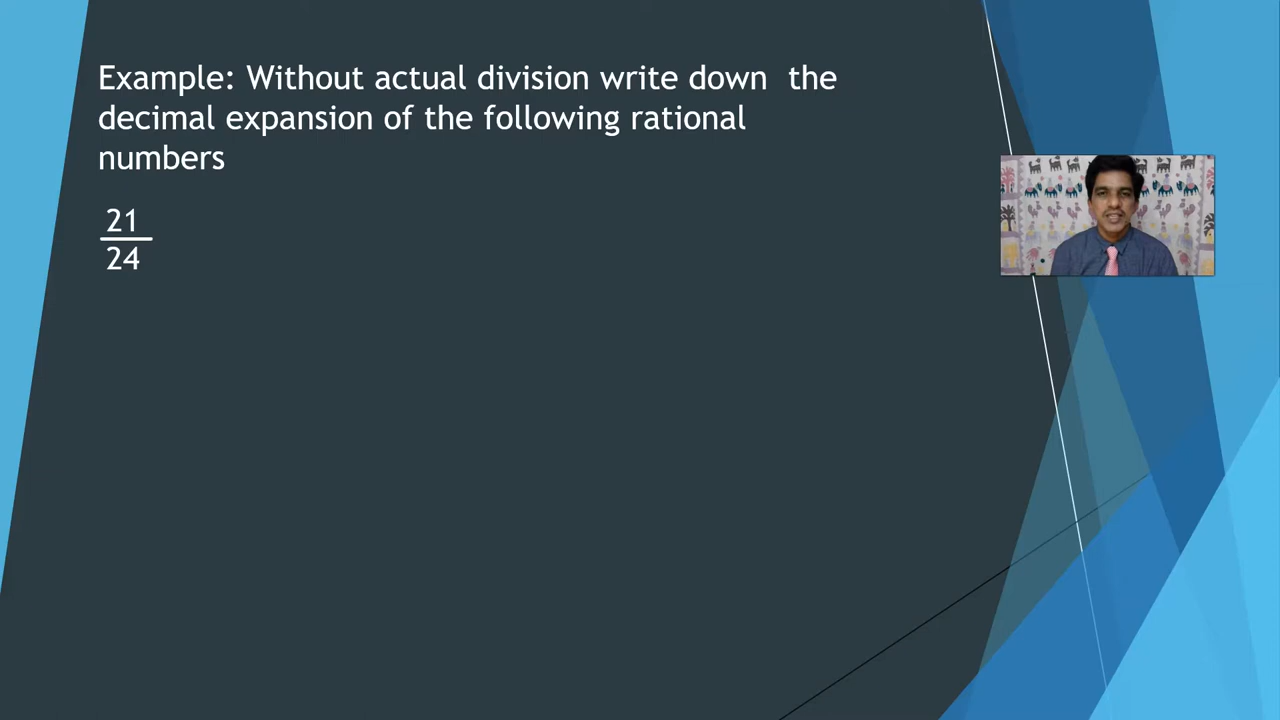 Example: Without actual division write down  the
decimal expansion of the following rational
numbers
21
24